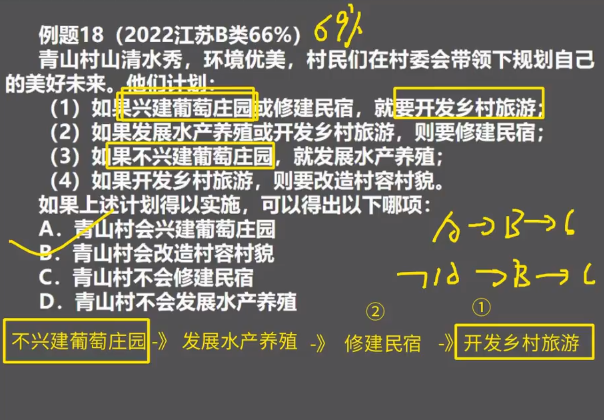 例题18（2022江苏B类66%） 69%
青山村山清水秀，环境优美，村民们在村委会带领下规划自己
的美好未来。他们计划：
（1）如果兴建葡萄庄园或修建民宿，就要开发乡村旅游；
（2）如果发展水产养殖或开发乡村旅游，则要修建民宿；
（3）如果不兴建葡萄庄园，就发展水产养殖；
（4）如果开发乡村旅游，则要改造村容村貌。
如果上述计划得以实施，可以得出以下哪项：
A．青山村会兴建葡萄庄园
B．青山村会改造村容村貌
C．青山村不会修建民宿
D．青山村不会发展水产养殖
A→B→C
¬A→B→C
② ①
不兴建葡萄庄园-》 发展水产养殖 -》 修建民宿 -》 开发乡村旅游